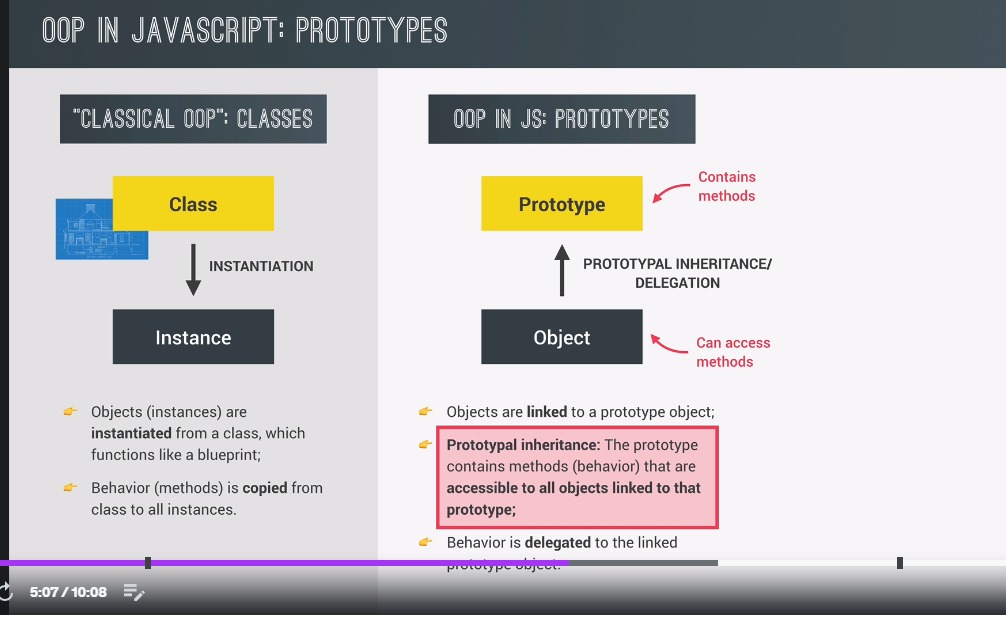 OOP IN JAVASCRIPT: PROTOTYPES
"CLASSICAL OOP": CLASSES
Class
INSTANTIATION
Instance
👉 Objects (instances) are
instantiated from a class, which
functions like a blueprint;
👉 Behavior (methods) is copied from
class to all instances.
OOP IN JS: PROTOTYPES
Prototype
Contains
methods
PROTOTYPAL INHERITANCE/
DELEGATION
Object
Can access
methods
👉 Objects are linked to a prototype object;
👉 Prototypal inheritance: The prototype
contains methods (behavior) that are
accessible to all objects linked to that
prototype;
👉 Behavior is delegated to the linked
prototype object.
5:07 / 10:08